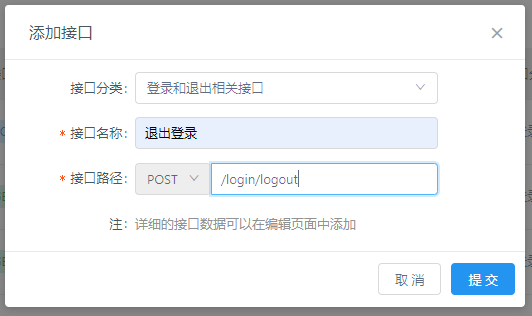 添加接口
接口分类： 登录和退出相关接口
* 接口名称： 退出登录
* 接口路径： POST /login/logout
注： 详细的接口数据可以在编辑页面中添加
取消 提交